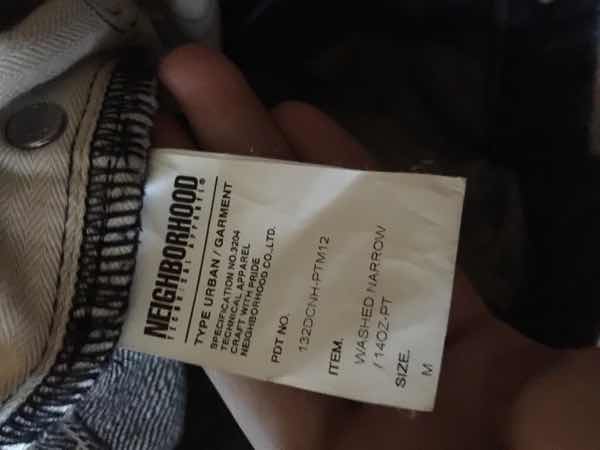 NEIGHBORHOOD
TECHNICAL APPAREL®
TYPE URBAN / GARMENT
SPECIFICATION NO.3204
TECHNICAL APPAREL
CRAFT WITH PRIDE
NEIGHBORHOOD CO.,LTD.
PDT NO.
132DCNH-PTM12
ITEM.
WASHED NARROW
/ 14OZ-PT
SIZE.
M